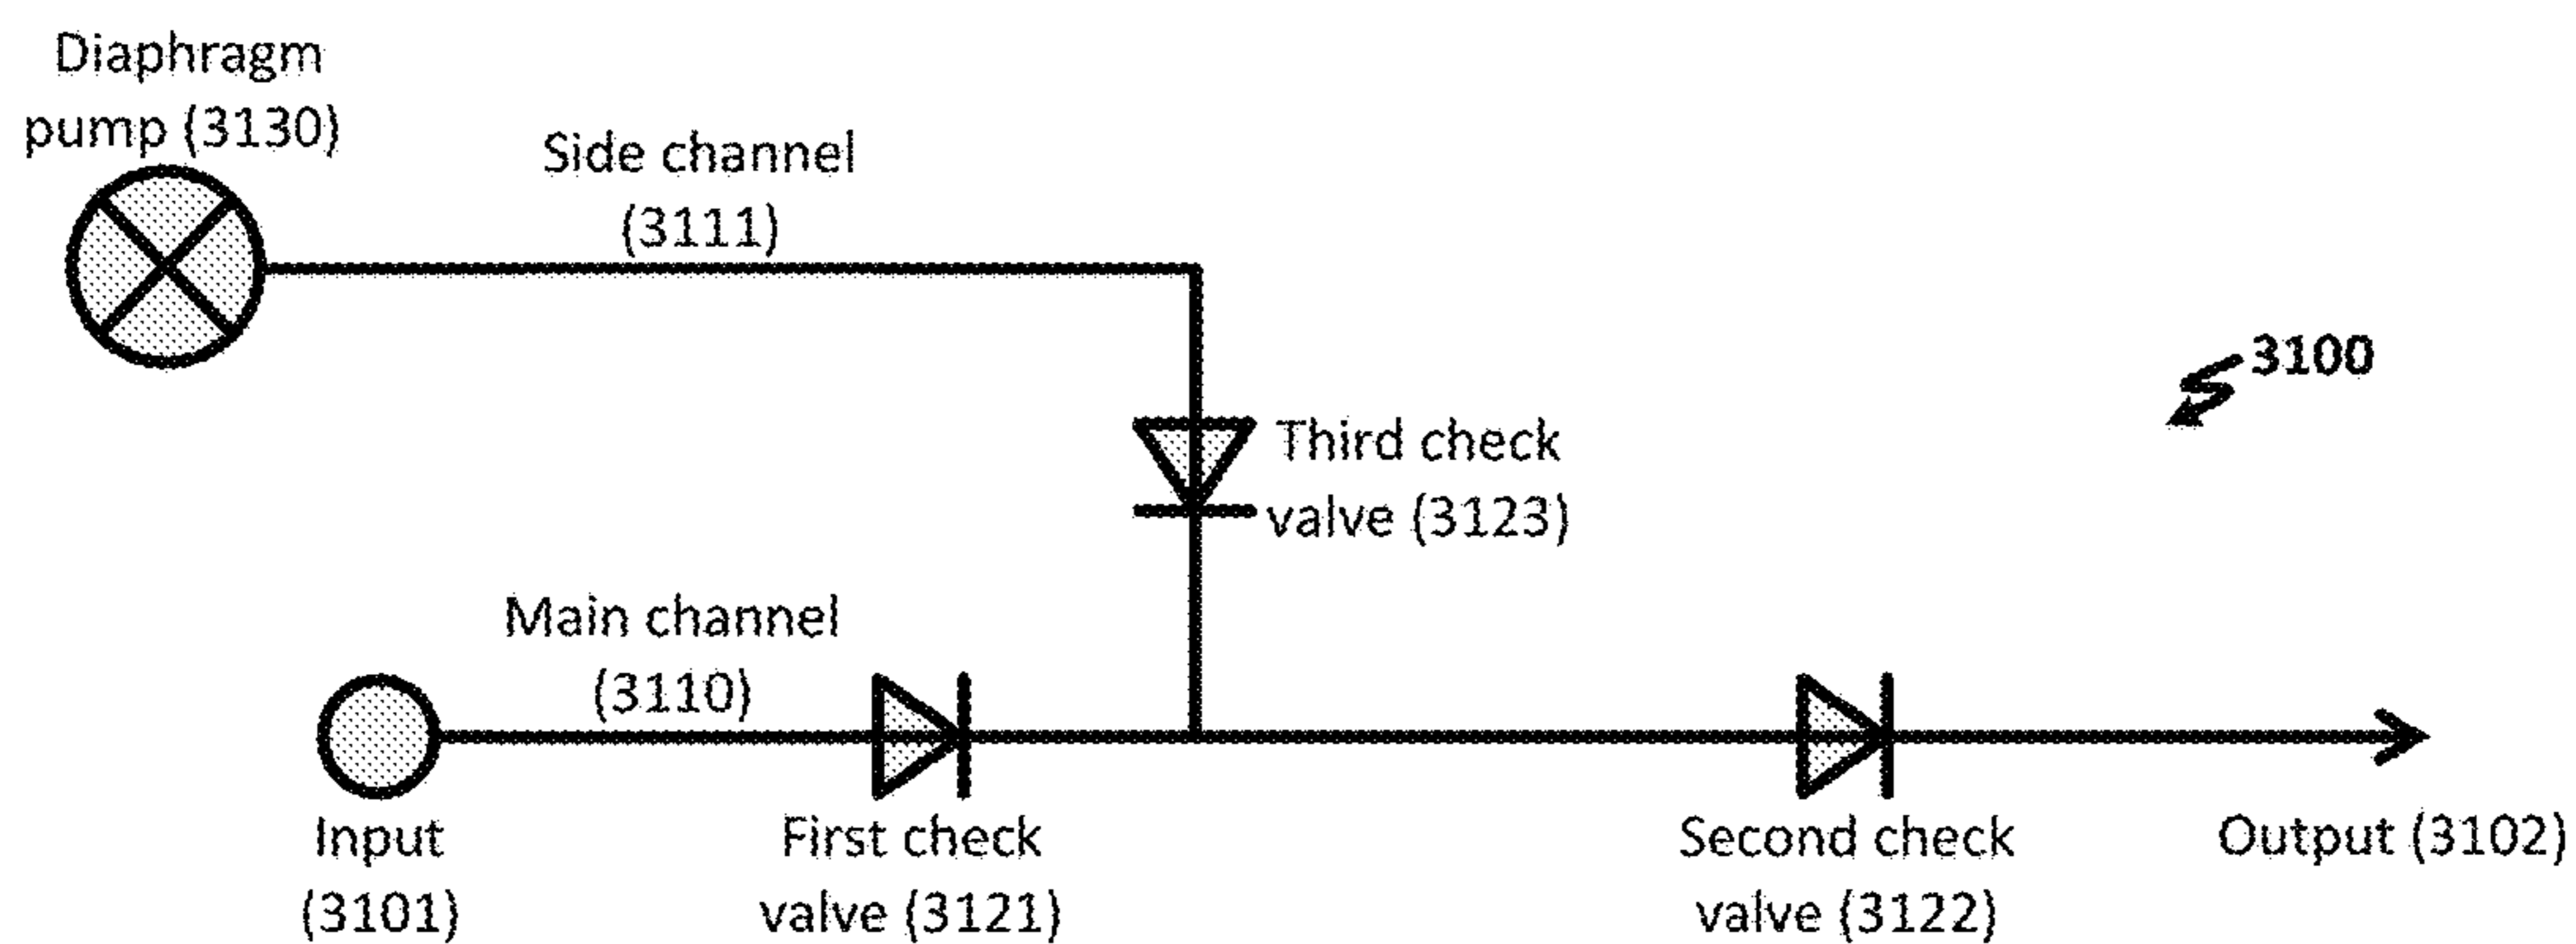 Diaphragm
pump (3130)
Side channel
(3111)
3100
Third check
valve (3123)
Main channel
(3110)
Input
(3101)
First check
valve (3121)
Second check
valve (3122)
Output (3102)